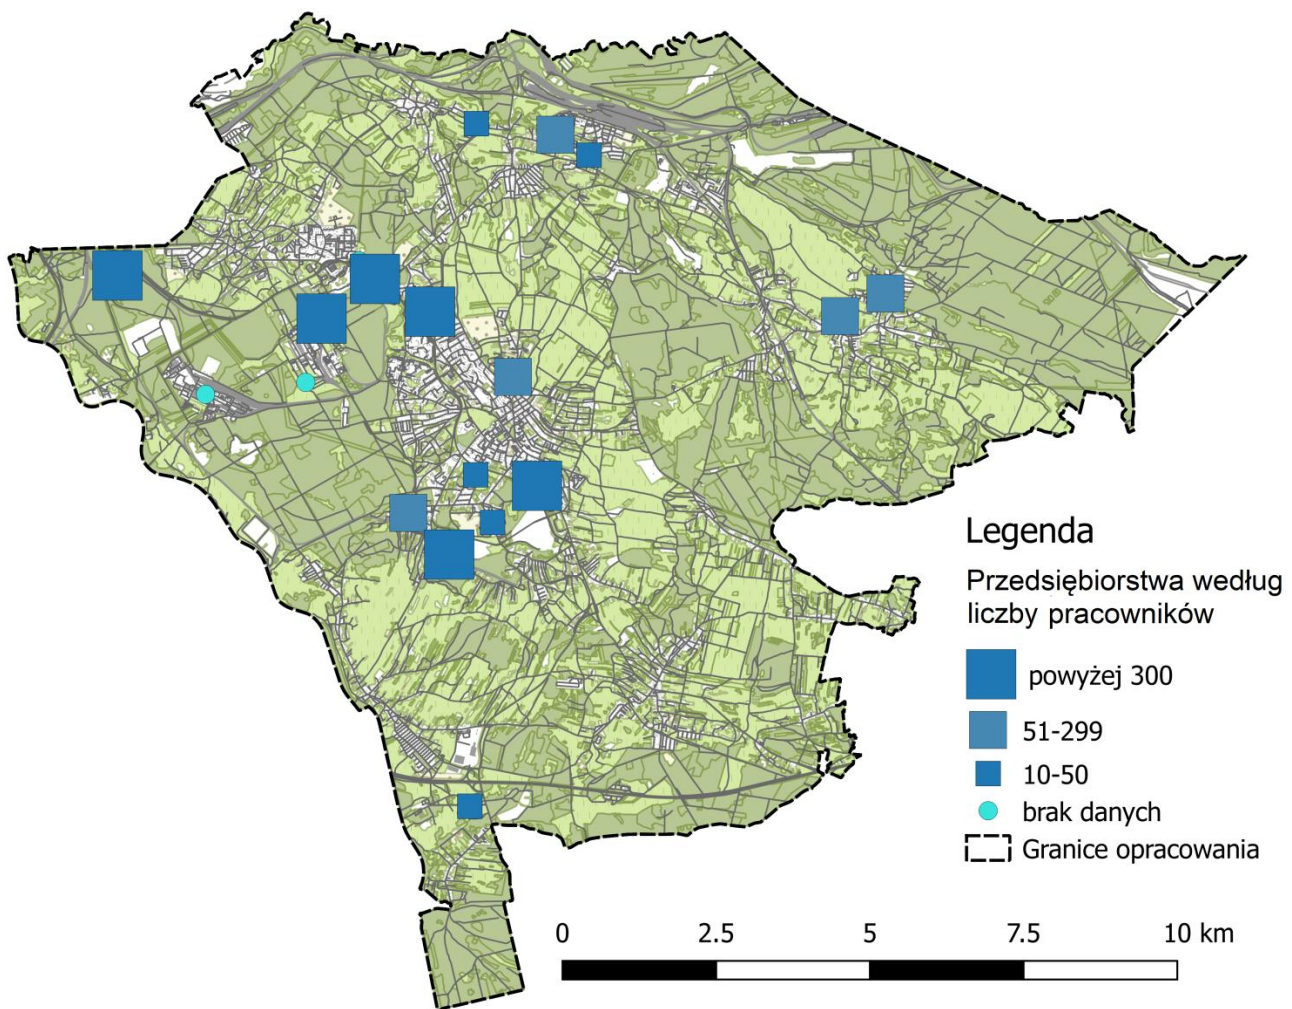 Legenda
Przedsiębiorstwa według
liczby pracowników
powyżej 300
51-299
10-50
brak danych
Granice opracowania
0 2.5 5 7.5 10 km